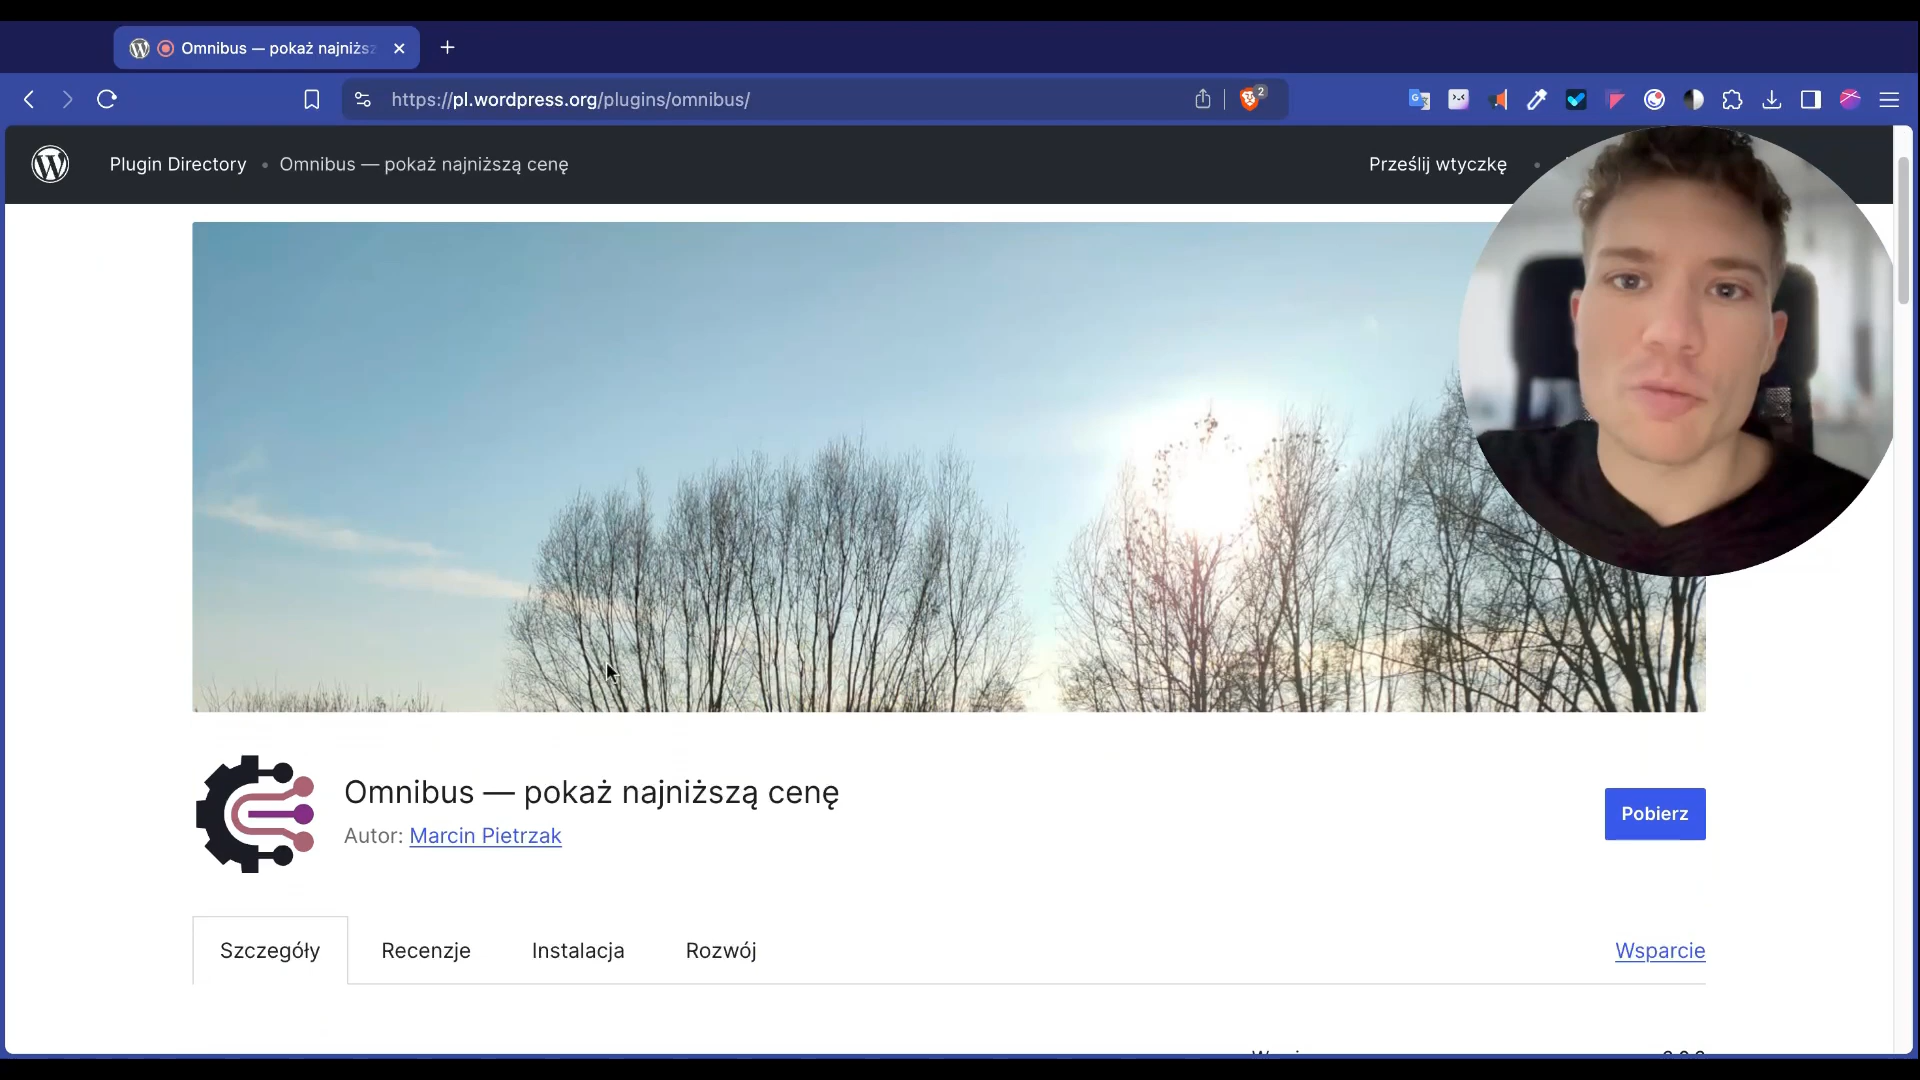 Omnibus — pokaż najniższ
https://pl.wordpress.org/plugins/omnibus/
2
Plugin Directory • Omnibus — pokaż najniższą cenę
Prześlij wtyczkę •
Omnibus — pokaż najniższą cenę
Autor: Marcin Pietrzak
Pobierz
Szczegóły Recenzje Instalacja Rozwój Wsparcie